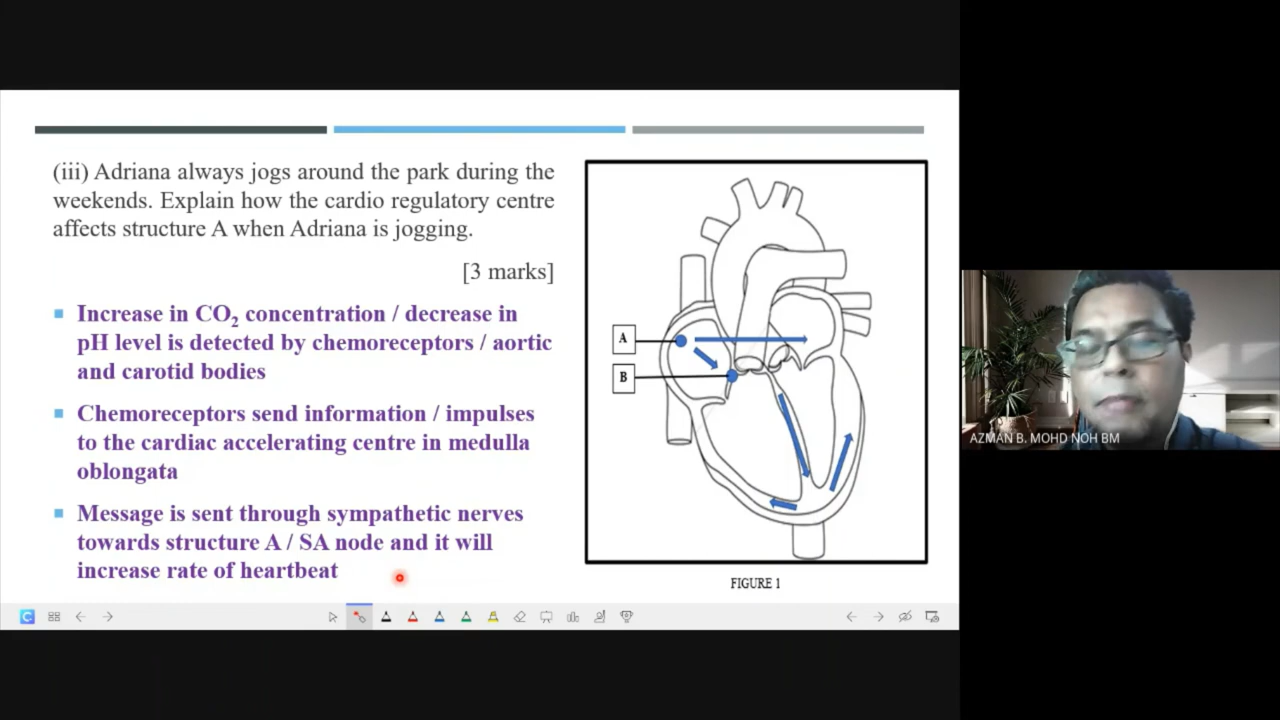 (iii) Adriana always jogs around the park during the
weekends. Explain how the cardio regulatory centre
affects structure A when Adriana is jogging.
[3 marks]
Increase in CO₂ concentration / decrease in
pH level is detected by chemoreceptors / aortic
and carotid bodies
Chemoreceptors send information / impulses
to the cardiac accelerating centre in medulla
oblongata
Message is sent through sympathetic nerves
towards structure A / SA node and it will
increase rate of heartbeat
A
B
FIGURE 1
C
AZMAN B. MOHD NOH BM